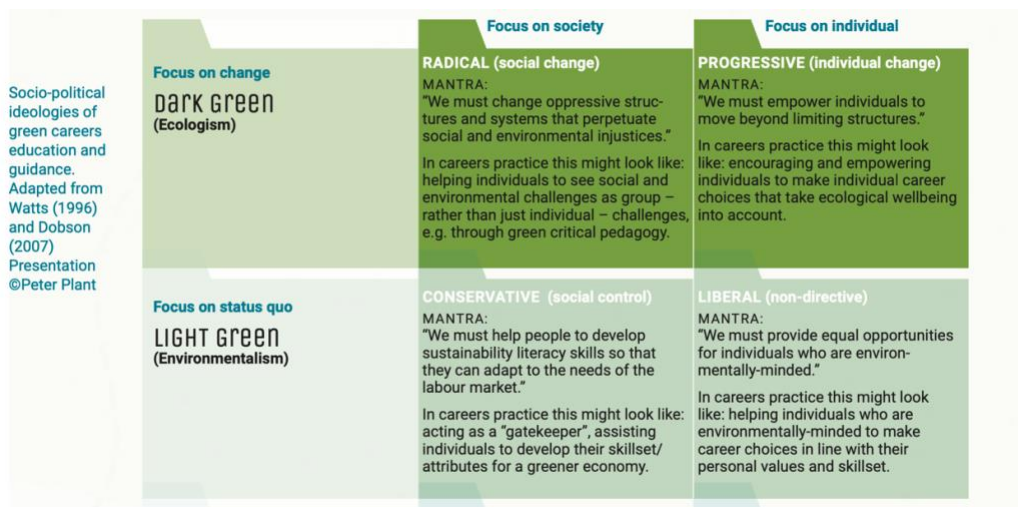 Focus on society
Focus on individual
Socio-political
ideologies of
green careers
education and
guidance.
Adapted from
Watts (1996)
and Dobson
(2007)
Presentation
©Peter Plant
Focus on change
Dark Green
(Ecologism)
RADICAL (social change)
MANTRA:
“We must change oppressive struc-
tures and systems that perpetuate
social and environmental injustices.”
In careers practice this might look like:
helping individuals to see social and
environmental challenges as group –
rather than just individual – challenges,
e.g. through green critical pedagogy.
PROGRESSIVE (individual change)
MANTRA:
“We must empower individuals to
move beyond limiting structures.”
In careers practice this might look
like: encouraging and empowering
individuals to make individual career
choices that take ecological wellbeing
into account.
Focus on status quo
Light Green
(Environmentalism)
CONSERVATIVE (social control)
MANTRA:
“We must help people to develop
sustainability literacy skills so that
they can adapt to the needs of the
labour market.”
In careers practice this might look like:
acting as a “gatekeeper”, assisting
individuals to develop their skillset/
attributes for a greener economy.
LIBERAL (non-directive)
MANTRA:
“We must provide equal opportunities
for individuals who are environ-
mentally-minded.”
In careers practice this might look
like: helping individuals who are
environmentally-minded to make
career choices in line with their
personal values and skillset.